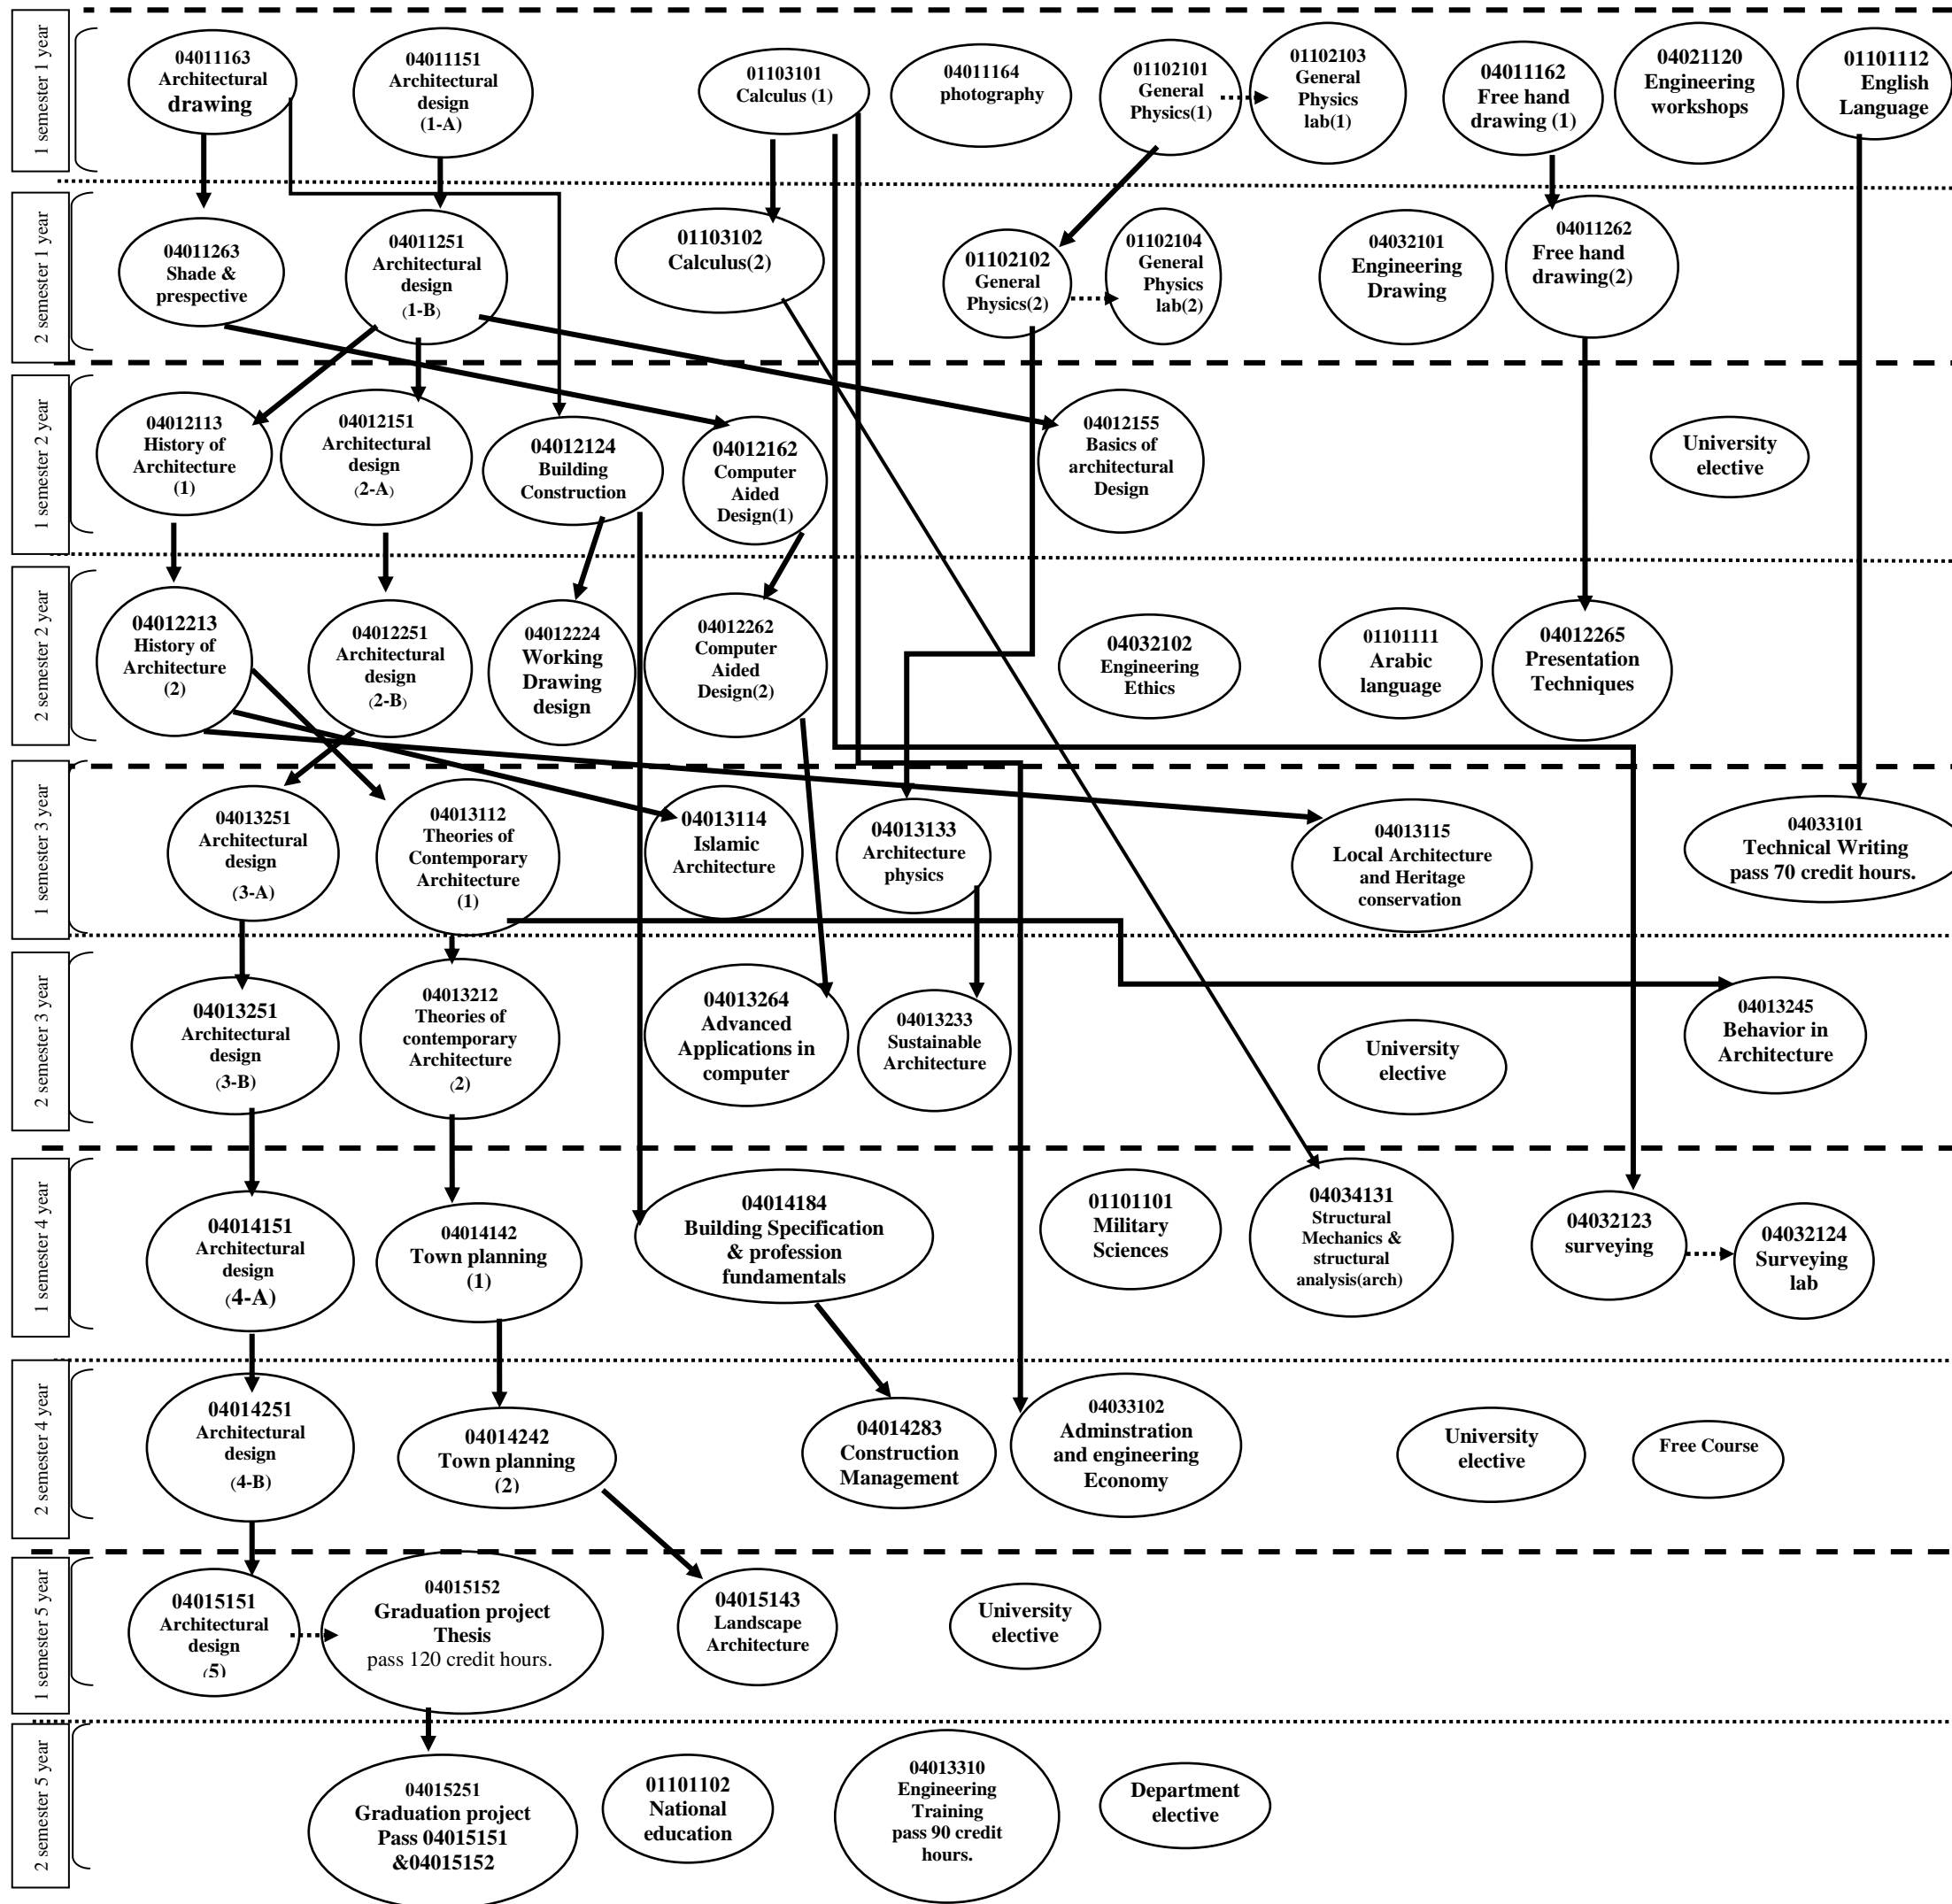 1 semester 1 year
04011163
Architectural
drawing
04011151
Architectural
design
(1-A)
01103101
Calculus (1)
04011164
photography
01102101
General
Physics(1)
01102103
General
Physics
lab(1)
04011162
Free hand
drawing (1)
04021120
Engineering
workshops
01101112
English
Language
2 semester 1 year
04011263
Shade &
prespective
04011251
Architectural
design
(1-B)
01103102
Calculus(2)
01102102
General
Physics(2)
01102104
General
Physics
lab(2)
04032101
Engineering
Drawing
04011262
Free hand
drawing(2)
1 semester 2 year
04012113
History of
Architecture
(1)
04012151
Architectural
design
(2-A)
04012124
Building
Construction
04012162
Computer
Aided
Design(1)
04012155
Basics of
architectural
Design
University
elective
2 semester 2 year
04012213
History of
Architecture
(2)
04012251
Architectural
design
(2-B)
04012224
Working
Drawing
design
04012262
Computer
Aided
Design(2)
04032102
Engineering
Ethics
01101111
Arabic
language
04012265
Presentation
Techniques
1 semester 3 year
04013251
Architectural
design
(3-A)
04013112
Theories of
Contemporary
Architecture
(1)
04013114
Islamic
Architecture
04013133
Architecture
physics
04013115
Local Architecture
and Heritage
conservation
04033101
Technical Writing
pass 70 credit hours.
2 semester 3 year
04013251
Architectural
design
(3-B)
04013212
Theories of
contemporary
Architecture
(2)
04013264
Advanced
Applications in
computer
04013233
Sustainable
Architecture
University
elective
04013245
Behavior in
Architecture
1 semester 4 year
04014151
Architectural
design
(4-A)
04014142
Town planning
(1)
04014184
Building Specification
& profession
fundamentals
01101101
Military
Sciences
04034131
Structural
Mechanics &
structural
analysis(arch)
04032123
surveying
04032124
Surveying
lab
2 semester 4 year
04014251
Architectural
design
(4-B)
04014242
Town planning
(2)
04014283
Construction
Management
04033102
Adminstration
and engineering
Economy
University
elective
Free Course
1 semester 5 year
04015151
Architectural
design
(5)
04015152
Graduation project
Thesis
pass 120 credit hours.
04015143
Landscape
Architecture
University
elective
2 semester 5 year
04015251
Graduation project
Pass 04015151
&04015152
01101102
National
education
04013310
Engineering
Training
pass 90 credit
hours.
Department
elective